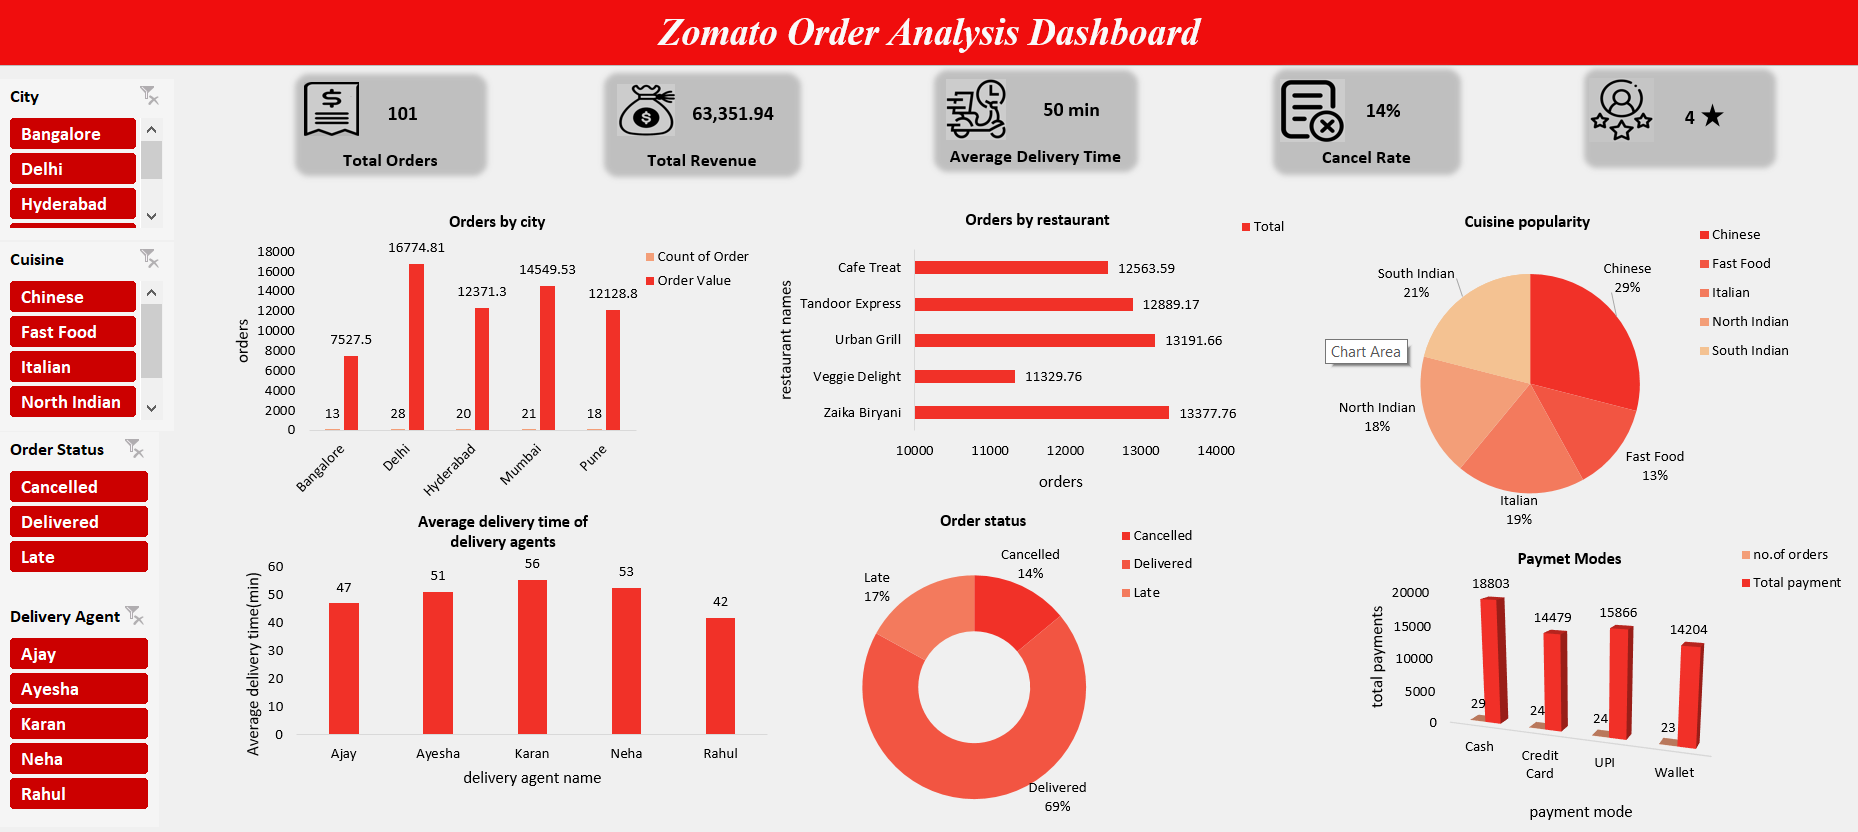 Zomato Order Analysis Dashboard
City
Bangalore
Delhi
Hyderabad
Cuisine
Chinese
Fast Food
Italian
North Indian
Order Status
Cancelled
Delivered
Late
Delivery Agent
Ajay
Ayesha
Karan
Neha
Rahul
$
101
Total Orders
$
63,351.94
Total Revenue
50 min
Average Delivery Time
14%
Cancel Rate
4 ★
Orders by city
18000
16000
14000
12000
10000
8000
6000
4000
2000
0
orders
7527.5
16774.81
12371.3
14549.53
12128.8
13
28
20
21
18
Bangalore
Delhi
Hyderabad
Mumbai
Pune
Count of Order
Order Value
Orders by restaurant
Total
restaurant names
Cafe Treat
12563.59
Tandoor Express
12889.17
Urban Grill
13191.66
Veggie Delight
11329.76
Zaika Biryani
13377.76
10000
11000
12000
13000
14000
orders
Cuisine popularity
Chinese
29%
Fast Food
13%
Italian
19%
North Indian
18%
South Indian
21%
Chart Area
Chinese
Fast Food
Italian
North Indian
South Indian
Average delivery time of
delivery agents
Average delivery time(min)
60
50
40
30
20
10
0
47
51
56
53
42
Ajay
Ayesha
Karan
Neha
Rahul
delivery agent name
Order status
Cancelled
14%
Late
17%
Delivered
69%
Cancelled
Delivered
Late
Paymet Modes
no.of orders
Total payment
total payments
20000
15000
10000
5000
0
18803
14479
15866
14204
29
24
24
23
Cash
Credit
Card
UPI
Wallet
payment mode